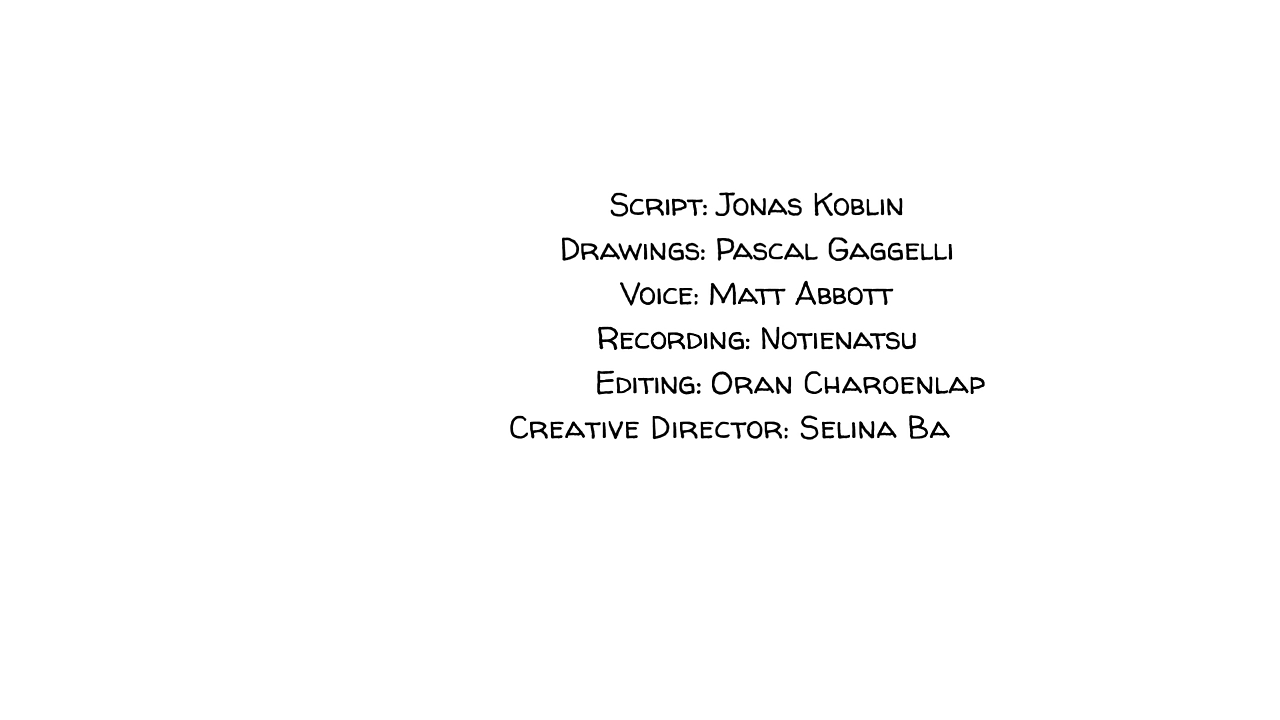 Script: Jonas Koblin
Drawings: Pascal Gaggelli
Voice: Matt Abbott
Recording: Notienatsu
Editing: Oran Charoenlap
Creative Director: Selina Ba